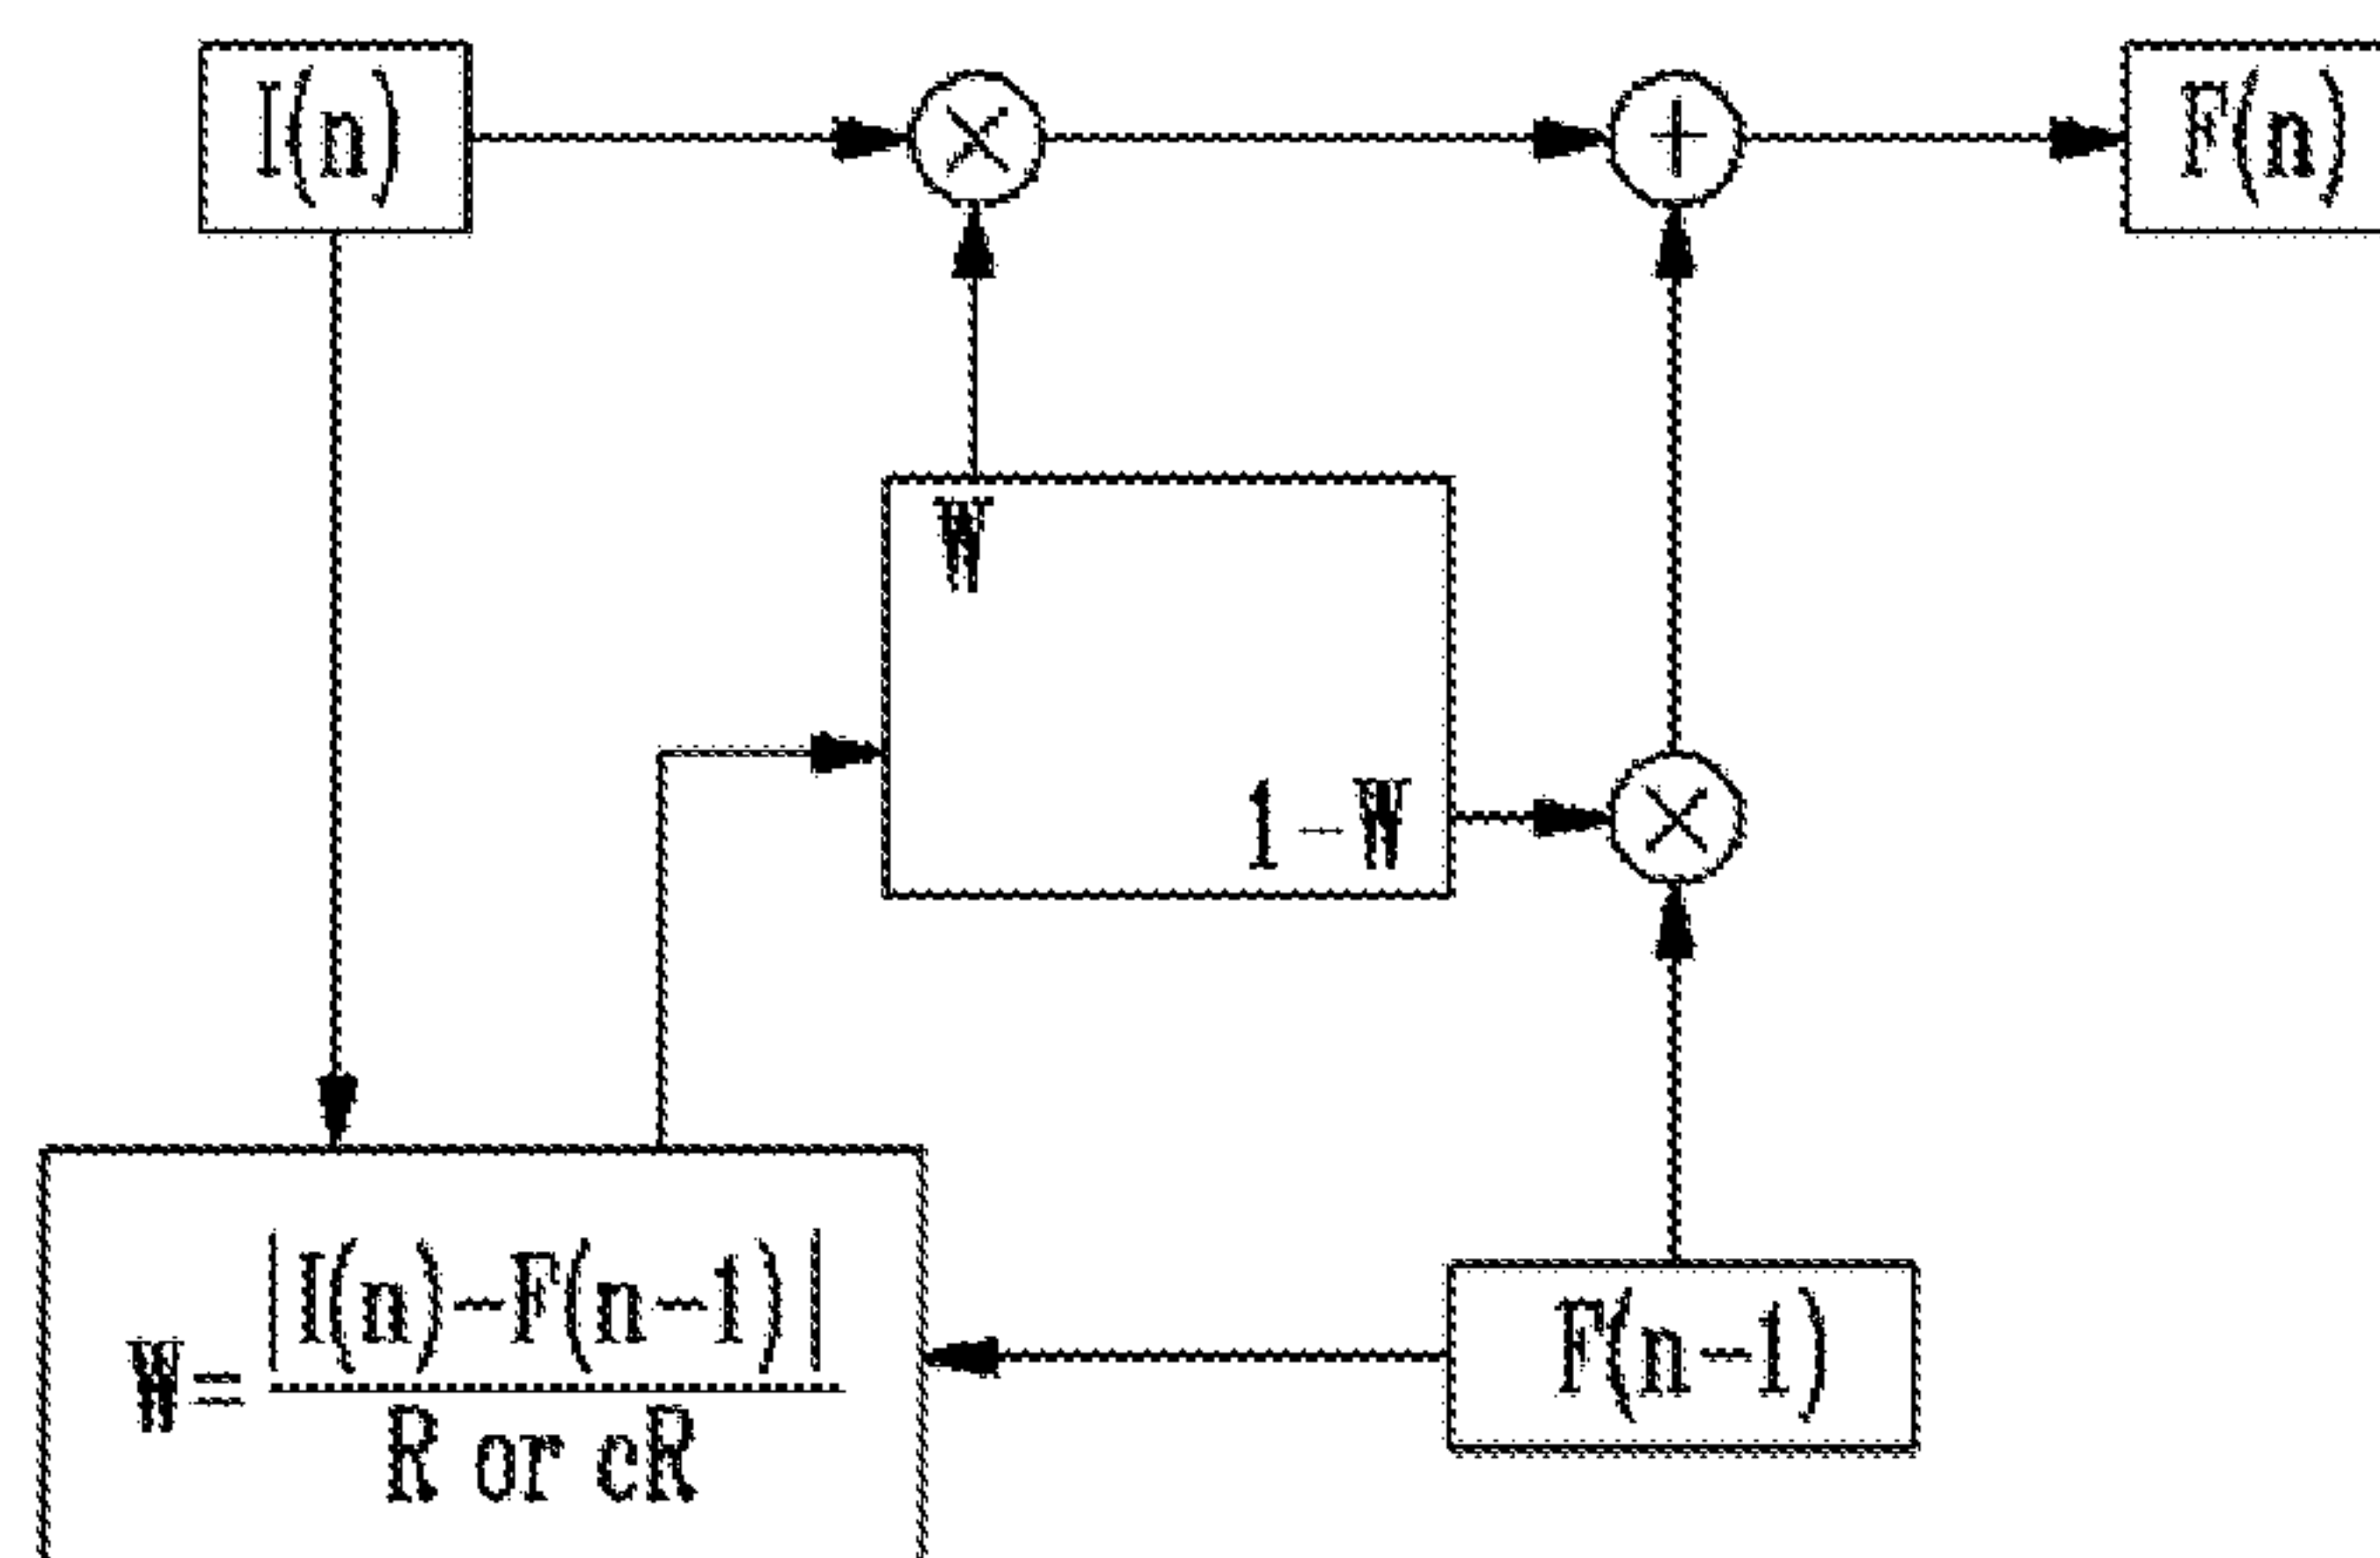 I(n)
×
+
F(n)
W
1-W
×
W= |I(n)-F(n-1)|
R or cR
F(n-1)